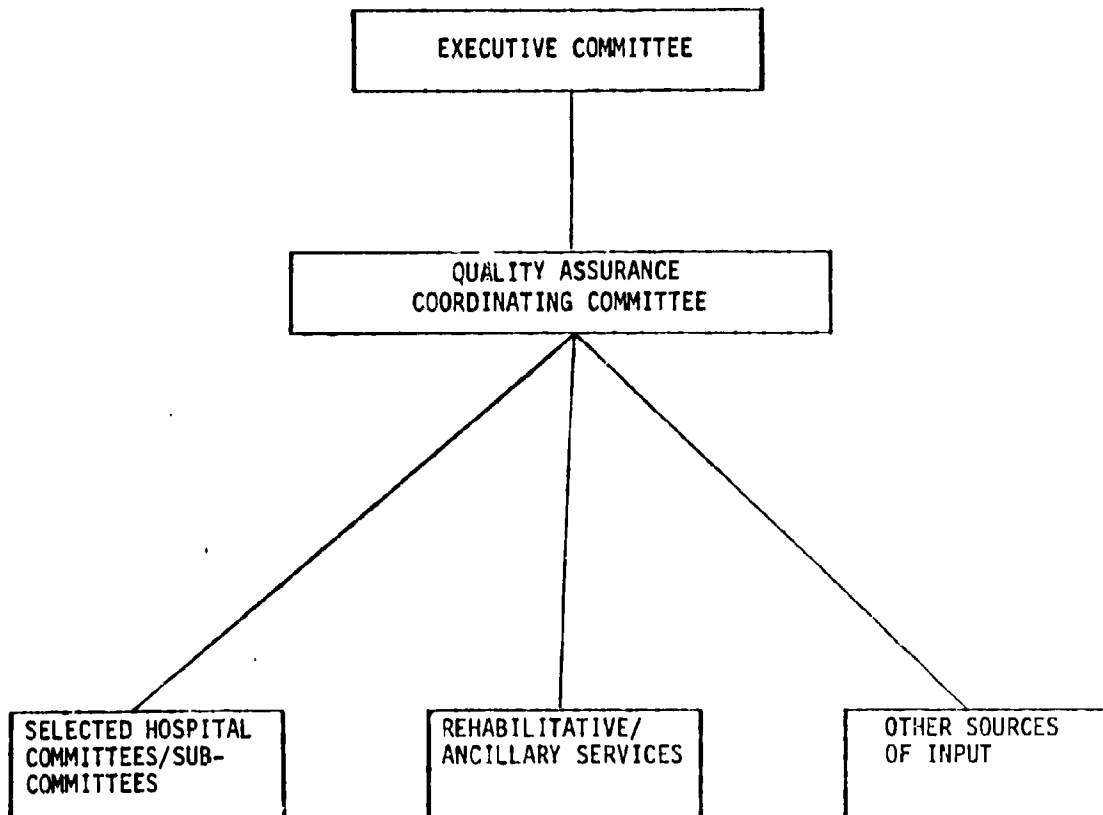 EXECUTIVE COMMITTEE
QUALITY ASSURANCE
COORDINATING COMMITTEE
SELECTED HOSPITAL
COMMITTEES/SUB-
COMMITTEES
REHABILITATIVE/
ANCILLARY SERVICES
OTHER SOURCES
OF INPUT